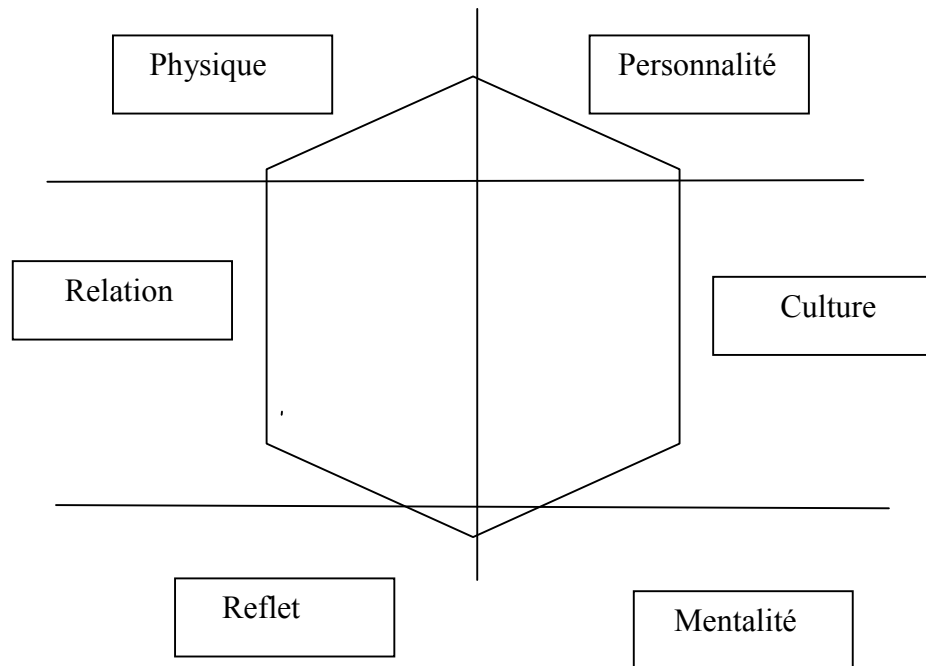 Physique
Personnalité
Relation
Culture
Reflet
Mentalité